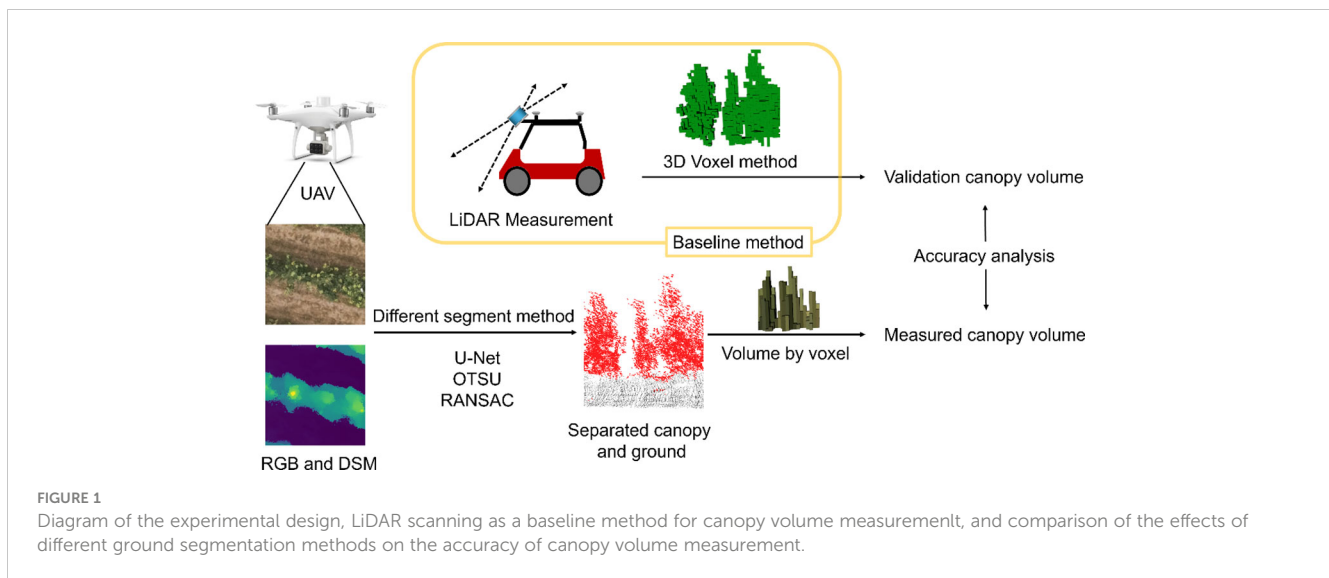 UAV
LiDAR Measurement
3D Voxel method
Validation canopy volume
Baseline method
Accuracy analysis
Different segment method
U-Net
OTSU
RANSAC
Volume by voxel
Measured canopy volume
Separated canopy
and ground
RGB and DSM
FIGURE 1
Diagram of the experimental design, LiDAR scanning as a baseline method for canopy volume measurementlt, and comparison of the effects of
different ground segmentation methods on the accuracy of canopy volume measurement.